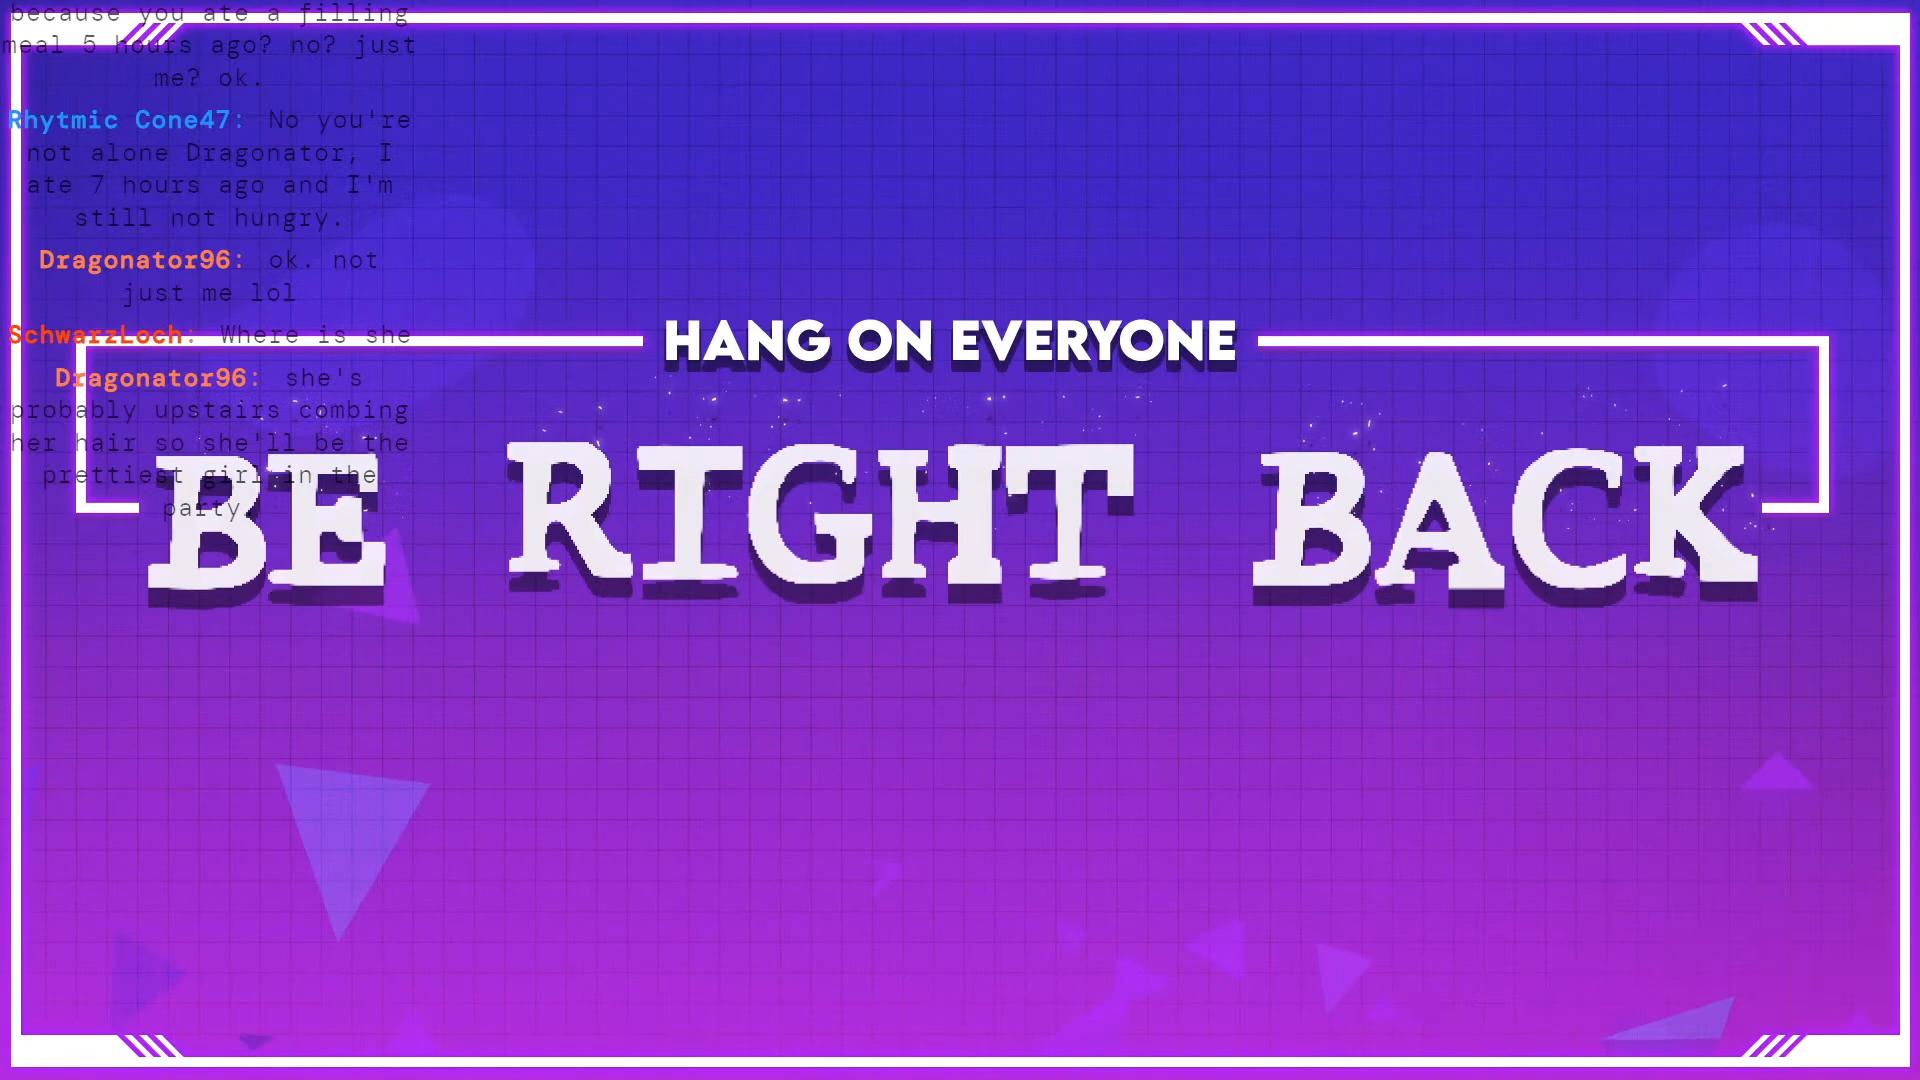 because you ate a filling
meal 5 hours ago? no? just
me? ok.
Rhytmic Cone47: No you're
not alone Dragonator, I
ate 7 hours ago and I'm
still not hungry.
Dragonator96: ok. not
just me lol
SchwarzLoch: Where is she
Dragonator96: she's
probably upstairs combing
her hair so she'll be the
prettiest girl in the
party.
HANG ON EVERYONE
BE RIGHT BACK